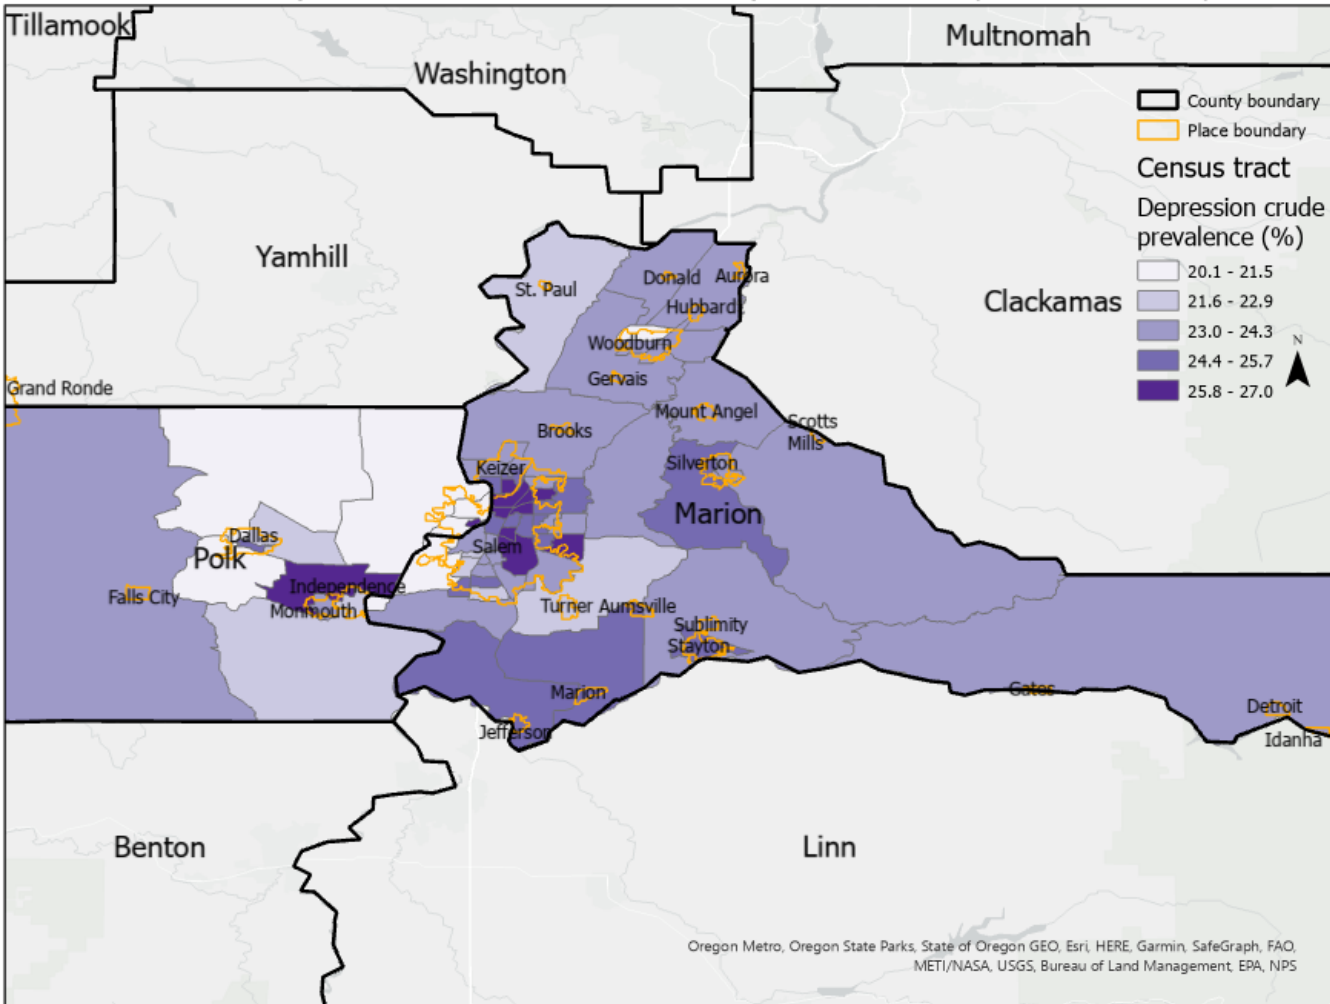 Tillamook
Multnomah
Washington
County boundary
Place boundary
Census tract
Depression crude
prevalence (%)
20.1 - 21.5
21.6 - 22.9
23.0 - 24.3
24.4 - 25.7
25.8 - 27.0
N
Yamhill
Clackamas
St. Paul
Donald
Aurora
Hubbard
Woodburn
Gervais
Grand Ronde
Mount Angel
Scotts
Mills
Brooks
Keizer
Silverton
Marion
Dallas
Polk
Salem
Independence
Falls City
Monmouth
Turner
Aumsville
Sublimity
Stayton
Marion
Jefferson
Gates
Detroit
Idanha
Benton
Linn
Oregon Metro, Oregon State Parks, State of Oregon GEO, Esri, HERE, Garmin, SafeGraph, FAO,
METI/NASA, USGS, Bureau of Land Management, EPA, NPS